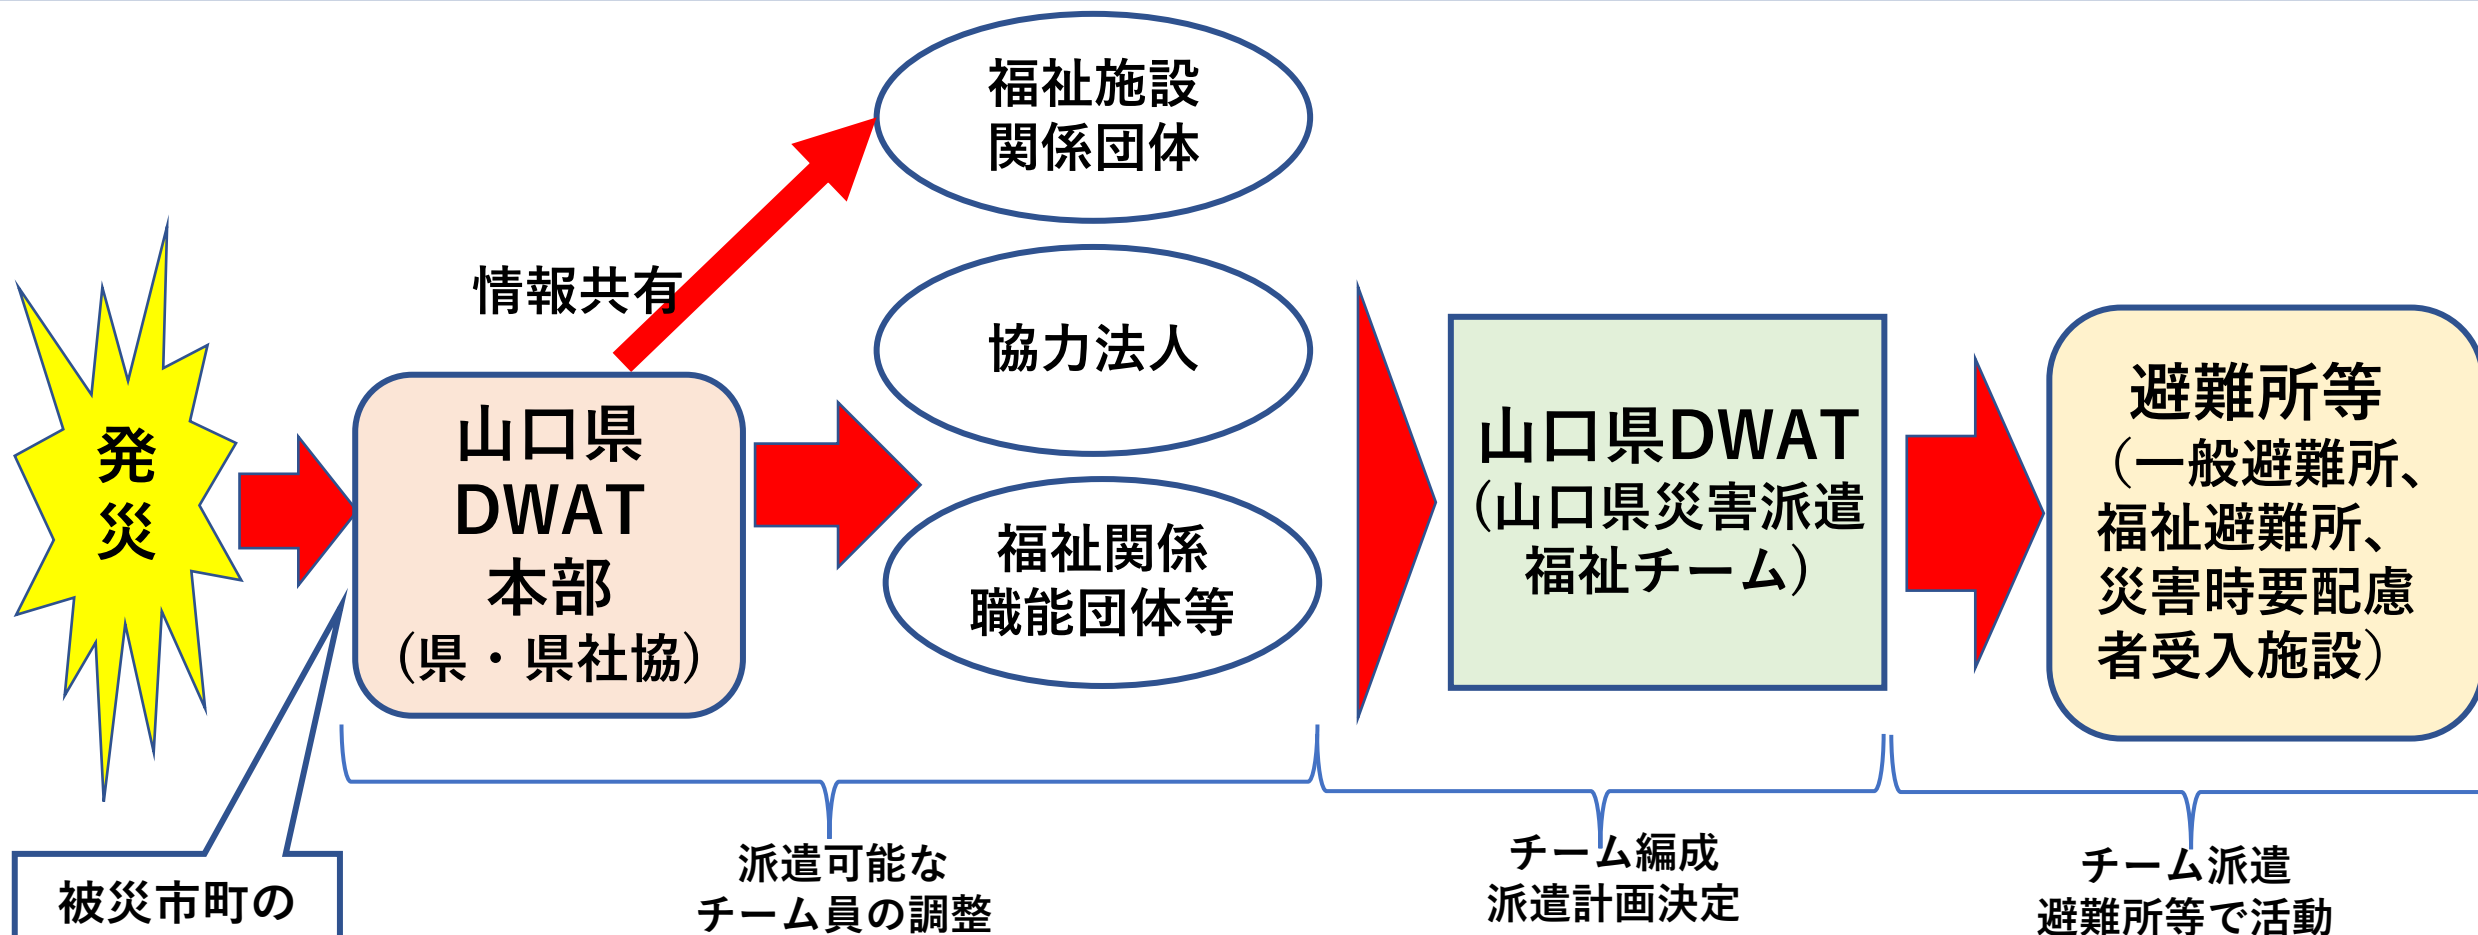 発
災
情報共有
山口県
DWAT
本部
（県・県社協）
福祉施設
関係団体
協力法人
福祉関係
職能団体等
山口県DWAT
（山口県災害派遣
福祉チーム）
避難所等
（一般避難所、
福祉避難所、
災害時要配慮
者受入施設）
被災市町の
派遣可能な
チーム員の調整
チーム編成
派遣計画決定
チーム派遣
避難所等で活動